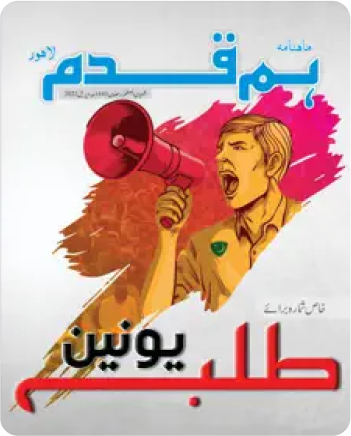 ماہنامہ
لاہور
ہم قدم
خاص شمارہ برائے
طلبہ
یونین